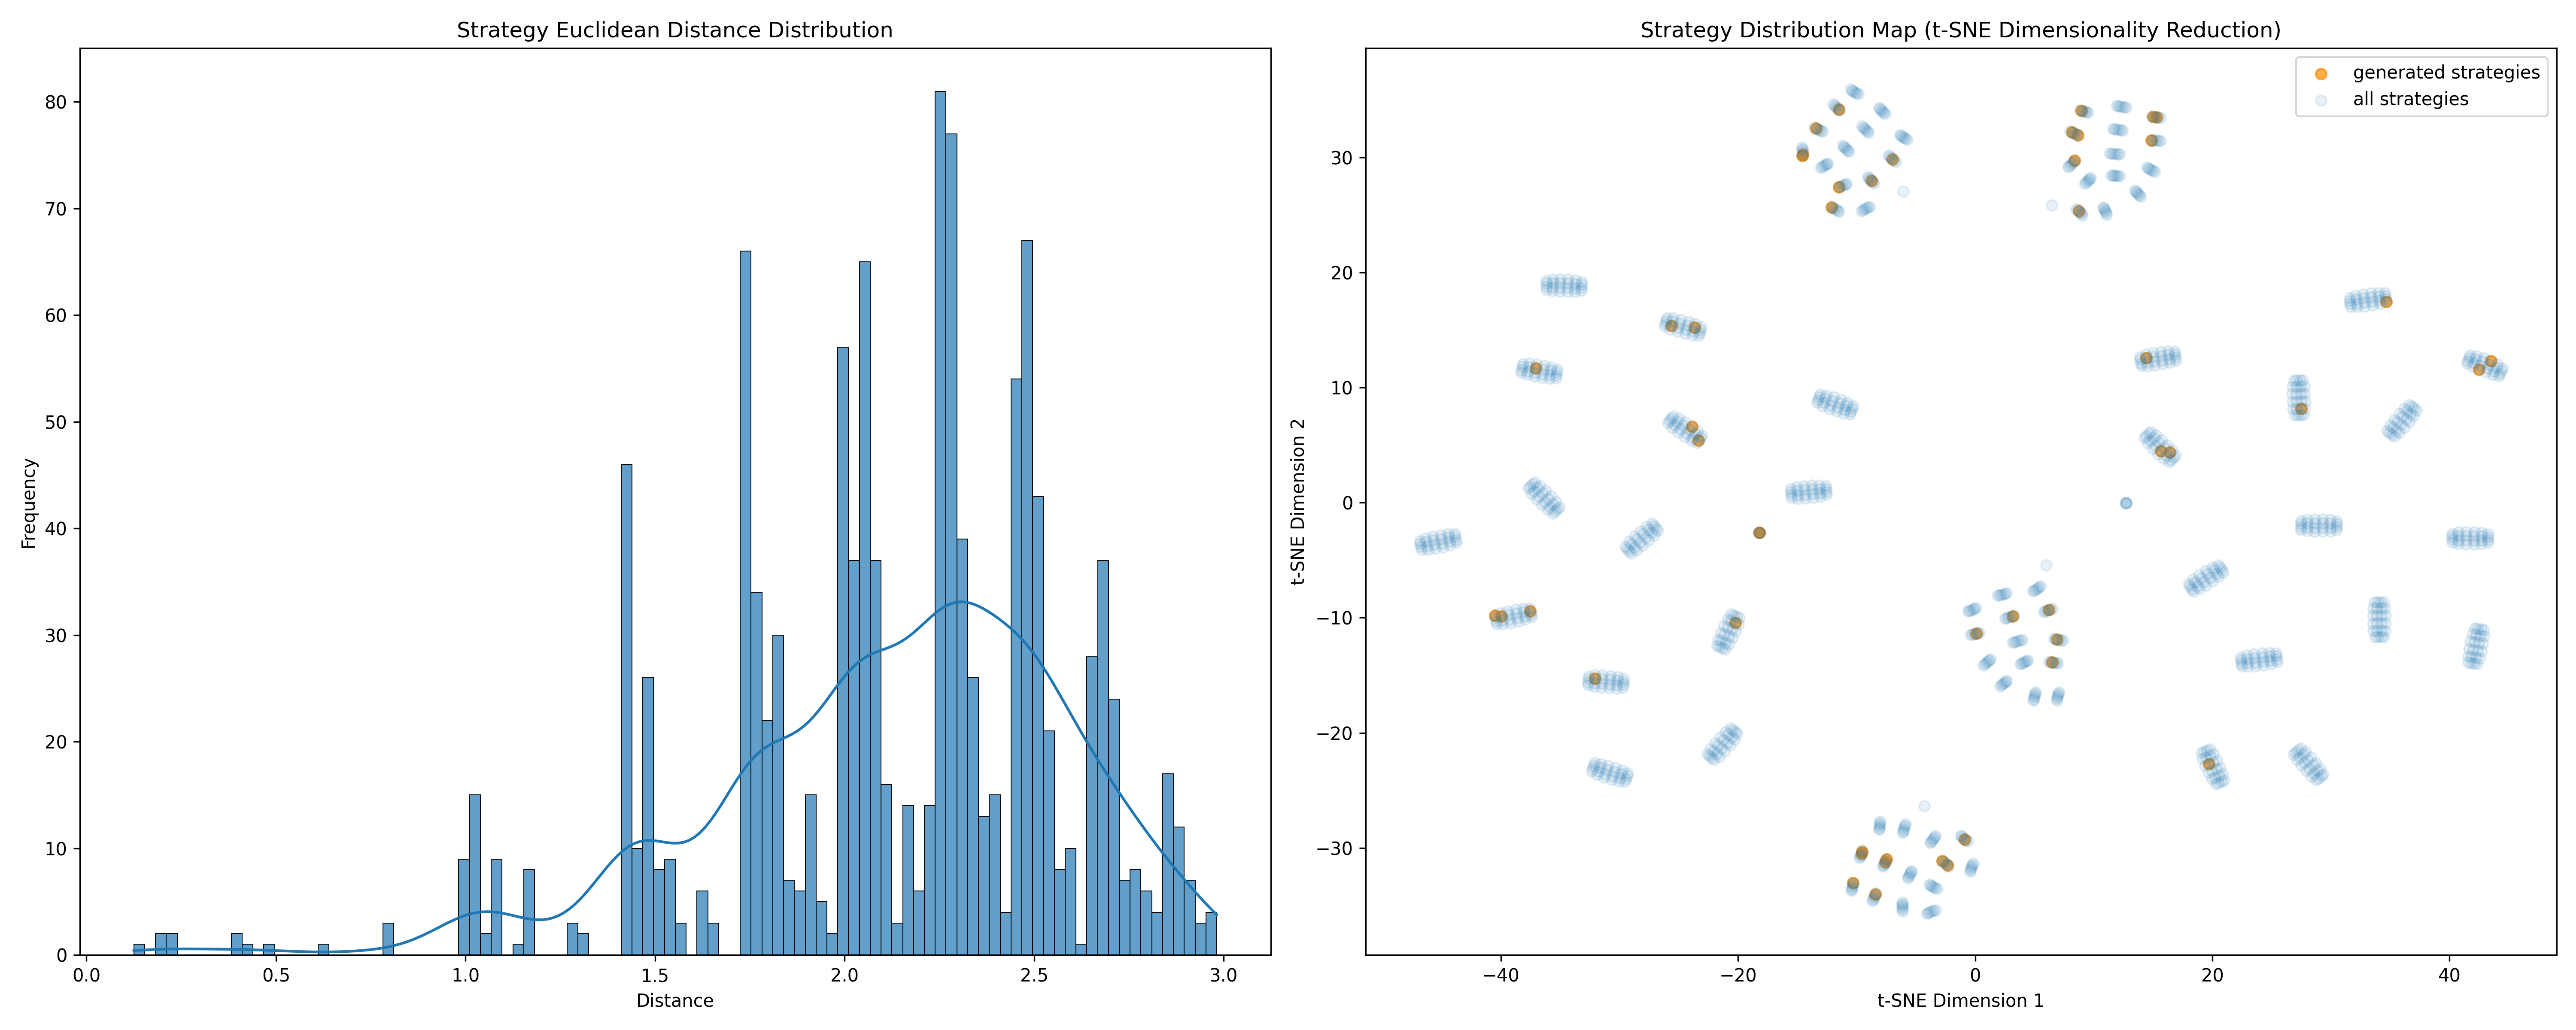 Strategy Euclidean Distance Distribution
Frequency
80
70
60
50
40
30
20
10
0
0.0 0.5 1.0 1.5 2.0 2.5 3.0
Distance
Strategy Distribution Map (t-SNE Dimensionality Reduction)
generated strategies
all strategies
t-SNE Dimension 2
30
20
10
0
−10
−20
−30
−40 −20 0 20 40
t-SNE Dimension 1